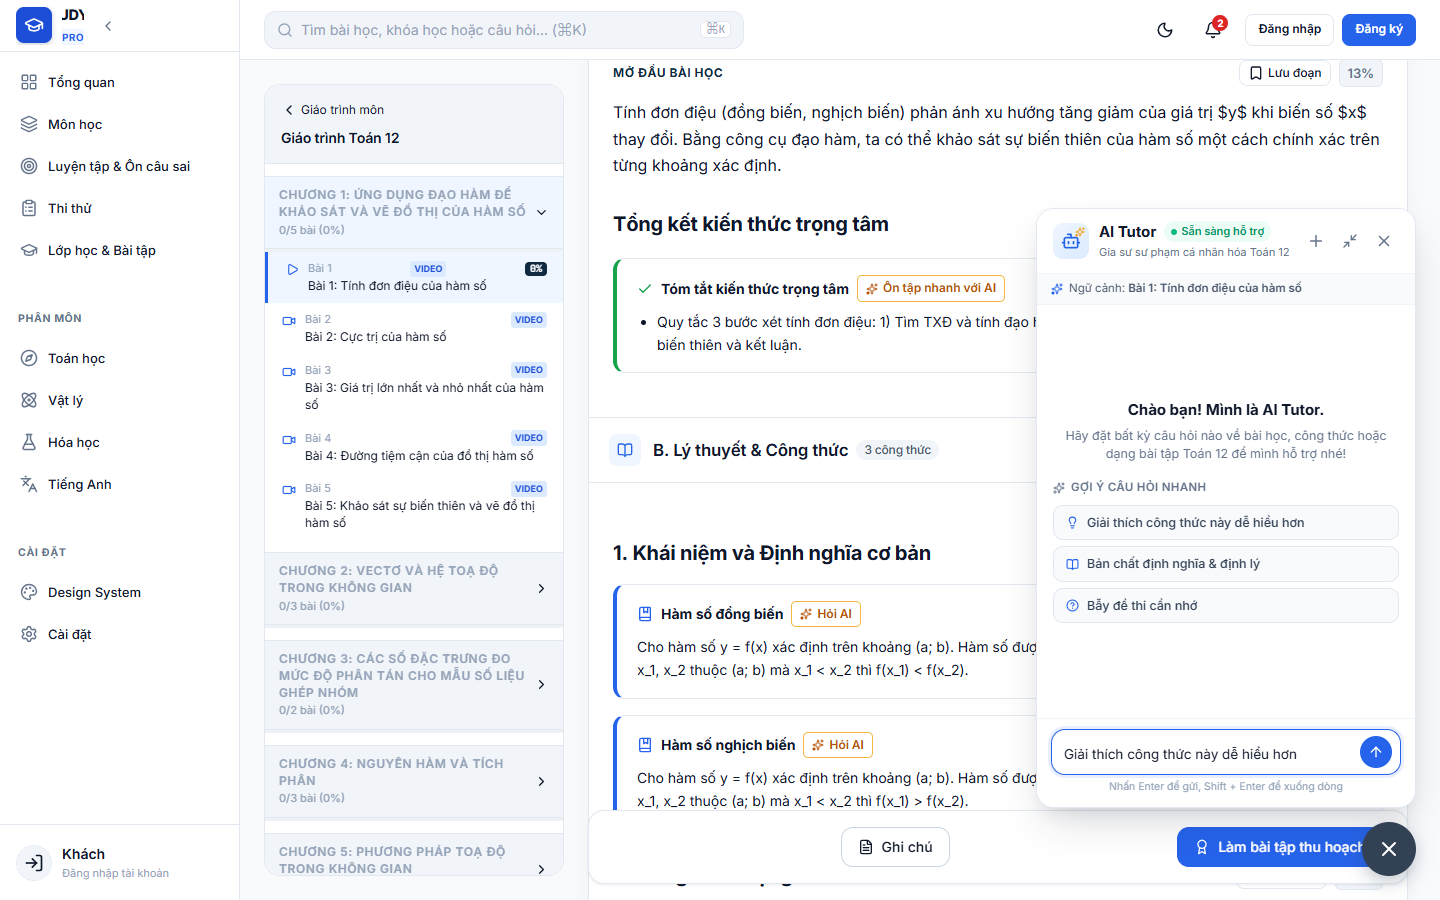 JDY
PRO
Tổng quan
Môn học
Luyện tập & Ôn câu sai
Thi thử
Lớp học & Bài tập
PHÂN MÔN
Toán học
Vật lý
Hóa học
Tiếng Anh
CÀI ĐẶT
Design System
Cài đặt
Khách
Đăng nhập tài khoản
Tìm bài học, khóa học hoặc câu hỏi... (⌘K)
⌘K
2
Đăng nhập
Đăng ký
Giáo trình môn
Giáo trình Toán 12
CHƯƠNG 1: ỨNG DỤNG ĐẠO HÀM ĐỂ
KHẢO SÁT VÀ VẼ ĐỒ THỊ CỦA HÀM SỐ
0/5 bài (0%)
Bài 1 VIDEO 0%
Bài 1: Tính đơn điệu của hàm số
Bài 2 VIDEO
Bài 2: Cực trị của hàm số
Bài 3 VIDEO
Bài 3: Giá trị lớn nhất và nhỏ nhất của hàm
số
Bài 4 VIDEO
Bài 4: Đường tiệm cận của đồ thị hàm số
Bài 5 VIDEO
Bài 5: Khảo sát sự biến thiên và vẽ đồ thị
hàm số
CHƯƠNG 2: VECTƠ VÀ HỆ TOẠ ĐỘ
TRONG KHÔNG GIAN
0/3 bài (0%)
CHƯƠNG 3: CÁC SỐ ĐẶC TRƯNG ĐO
MỨC ĐỘ PHÂN TÁN CHO MẪU SỐ LIỆU
GHÉP NHÓM
0/2 bài (0%)
CHƯƠNG 4: NGUYÊN HÀM VÀ TÍCH
PHÂN
0/3 bài (0%)
CHƯƠNG 5: PHƯƠNG PHÁP TOẠ ĐỘ
TRONG KHÔNG GIAN
MỞ ĐẦU BÀI HỌC
Lưu đoạn
13%
Tính đơn điệu (đồng biến, nghịch biến) phản ánh xu hướng tăng giảm của giá trị $y$ khi biến số $x$
thay đổi. Bằng công cụ đạo hàm, ta có thể khảo sát sự biến thiên của hàm số một cách chính xác trên
từng khoảng xác định.
Tổng kết kiến thức trọng tâm
Tóm tắt kiến thức trọng tâm
Ôn tập nhanh với AI
• Quy tắc 3 bước xét tính đơn điệu: 1) Tìm TXĐ và tính đạo
biến thiên và kết luận.
B. Lý thuyết & Công thức
3 công thức
1. Khái niệm và Định nghĩa cơ bản
Hàm số đồng biến
Hỏi AI
Cho hàm số y = f(x) xác định trên khoảng (a; b). Hàm số
x_1, x_2 thuộc (a; b) mà x_1 < x_2 thì f(x_1) < f(x_2).
Hàm số nghịch biến
Hỏi AI
Cho hàm số y = f(x) xác định trên khoảng (a; b). Hàm số
x_1, x_2 thuộc (a; b) mà x_1 < x_2 thì f(x_1) > f(x_2).
Ghi chú
Làm bài tập thu hoạch
AI Tutor
Sẵn sàng hỗ trợ
Gia sư sư phạm cá nhân hóa Toán 12
Ngữ cảnh: Bài 1: Tính đơn điệu của hàm số
Chào bạn! Mình là AI Tutor.
Hãy đặt bất kỳ câu hỏi nào về bài học, công thức hoặc
dạng bài tập Toán 12 để mình hỗ trợ nhé!
GỢI Ý CÂU HỎI NHANH
Giải thích công thức này dễ hiểu hơn
Bản chất định nghĩa & định lý
Bẫy đề thi cần nhớ
Giải thích công thức này dễ hiểu hơn
Nhấn Enter để gửi, Shift + Enter để xuống dòng